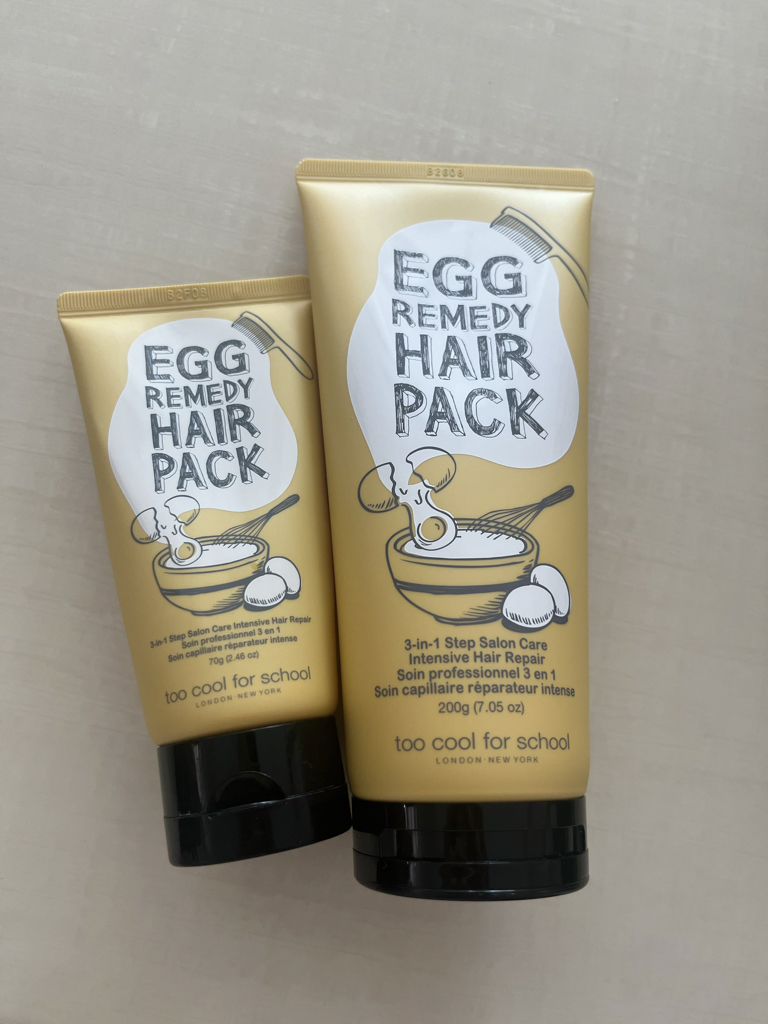 B2F08
EGG
REMEDY
HAIR
PACK
3-in-1 Step Salon Care Intensive Hair Repair
Soin professionnel 3 en 1
Soin capillaire réparateur intense
70g (2.46 oz)
too cool for school
LONDON · NEW YORK
B2808
EGG
REMEDY
HAIR
PACK
3-in-1 Step Salon Care
Intensive Hair Repair
Soin professionnel 3 en 1
Soin capillaire réparateur intense
200g (7.05 oz)
too cool for school
LONDON · NEW YORK